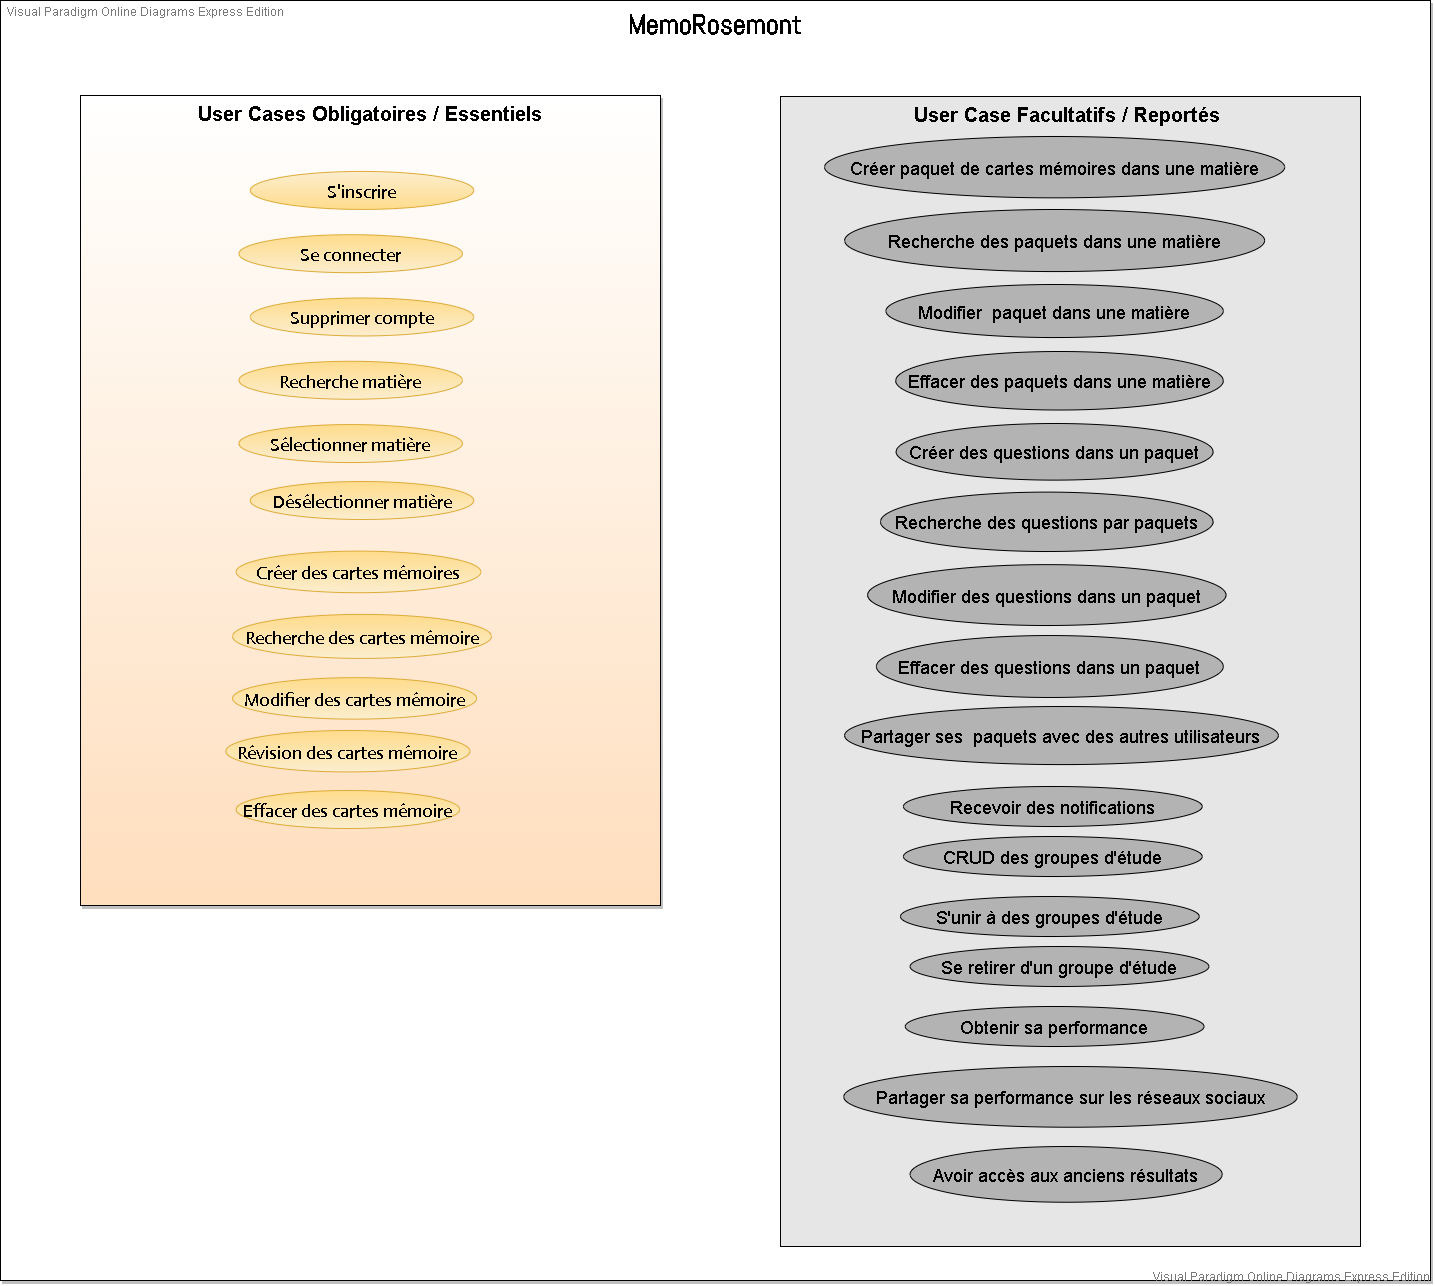 Visual Paradigm Online Diagrams Express Edition
MemoRosemont
User Cases Obligatoires / Essentiels
S'inscrire
Se connecter
Supprimer compte
Recherche matière
Sélectionner matière
Désélectionner matière
Créer des cartes mémoires
Recherche des cartes mémoire
Modifier des cartes mémoire
Révision des cartes mémoire
Effacer des cartes mémoire
User Case Facultatifs / Reportés
Créer paquet de cartes mémoires dans une matière
Recherche des paquets dans une matière
Modifier  paquet dans une matière
Effacer des paquets dans une matière
Créer des questions dans un paquet
Recherche des questions par paquets
Modifier des questions dans un paquet
Effacer des questions dans un paquet
Partager ses  paquets avec des autres utilisateurs
Recevoir des notifications
CRUD des groupes d'étude
S'unir à des groupes d'étude
Se retirer d'un groupe d'étude
Obtenir sa performance
Partager sa performance sur les réseaux sociaux
Avoir accès aux anciens résultats
Visual Paradigm Online Diagrams Express Edition